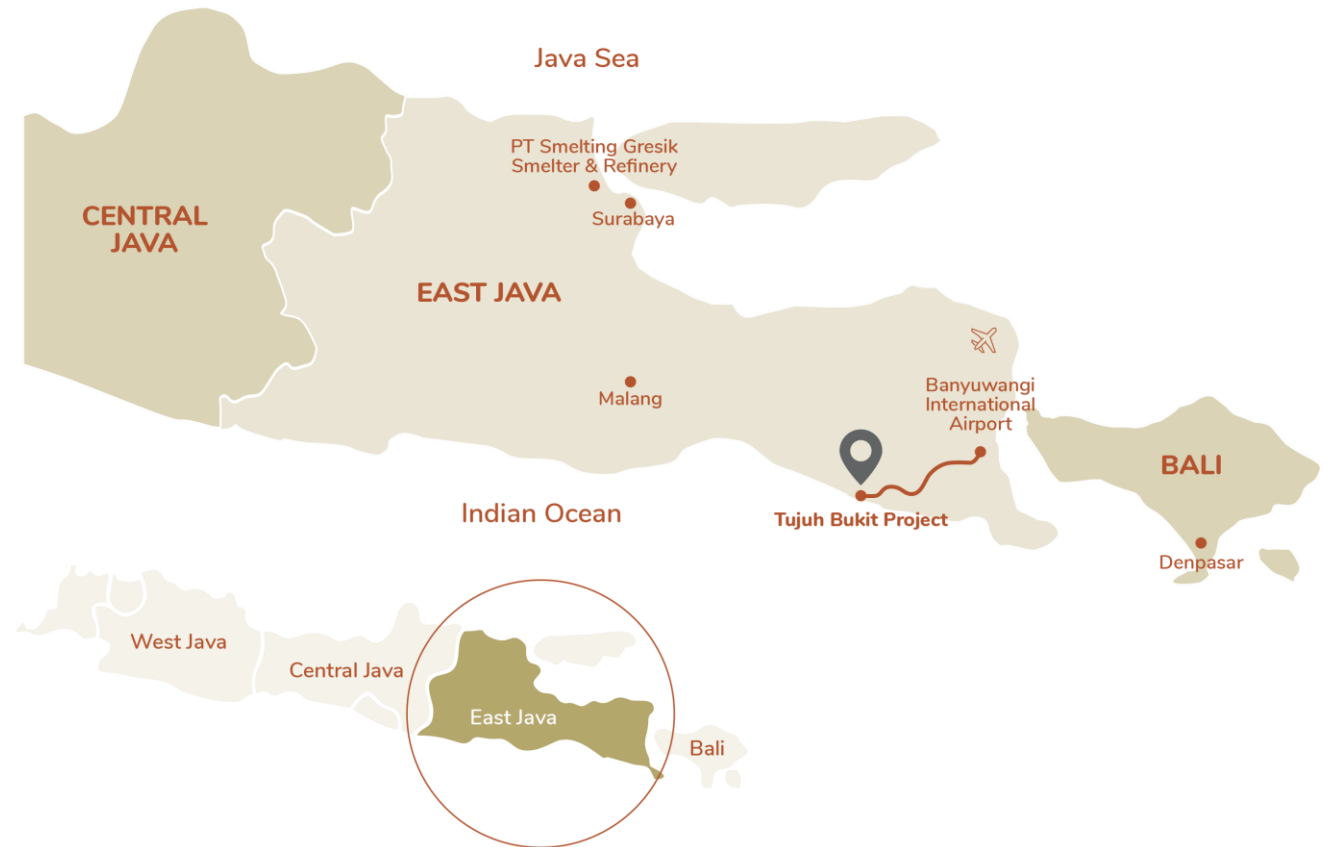 Java Sea
PT Smelting Gresik
Smelter & Refinery
Surabaya
CENTRAL
JAVA
EAST JAVA
Malang
Banyuwangi
International
Airport
BALI
Indian Ocean
Tujuh Bukit Project
Denpasar
West Java
Central Java
East Java
Bali